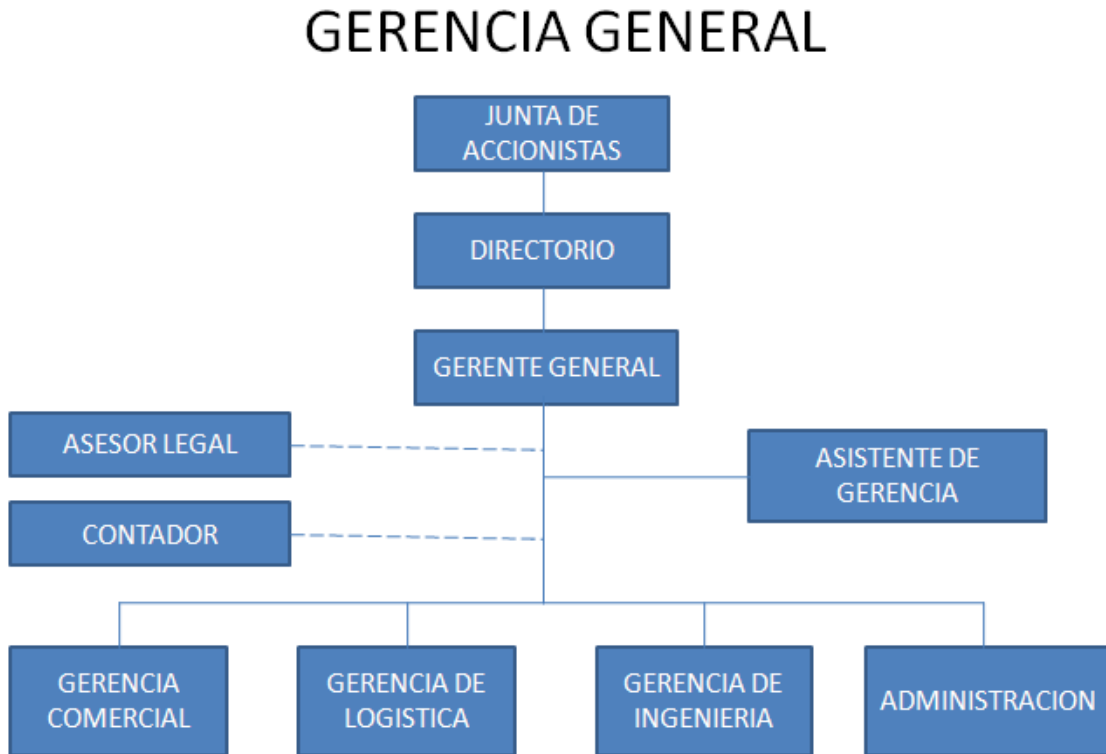 GERENCIA GENERAL
JUNTA DE
ACCIONISTAS
DIRECTORIO
GERENTE GENERAL
ASESOR LEGAL
ASISTENTE DE
GERENCIA
CONTADOR
GERENCIA
COMERCIAL
GERENCIA DE
LOGISTICA
GERENCIA DE
INGENIERIA
ADMINISTRACION